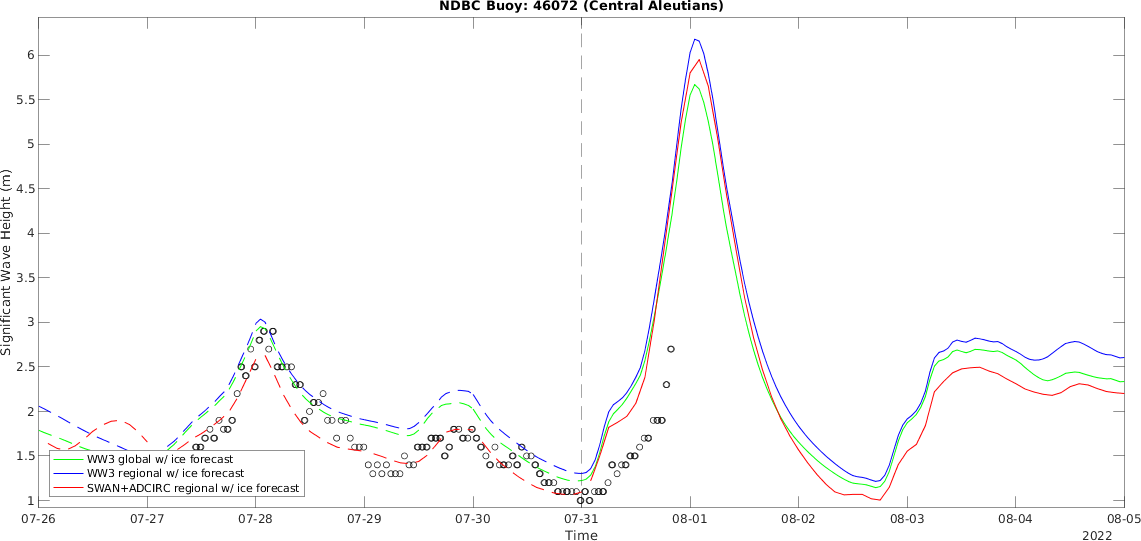 NDBC Buoy: 46072 (Central Aleutians)
Significant Wave Height (m)
6
5.5
5
4.5
4
3.5
3
2.5
2
1.5
1
WW3 global w/ ice forecast
WW3 regional w/ ice forecast
SWAN+ADCIRC regional w/ ice forecast
07-26 07-27 07-28 07-29 07-30 07-31 08-01 08-02 08-03 08-04 08-05
Time
2022